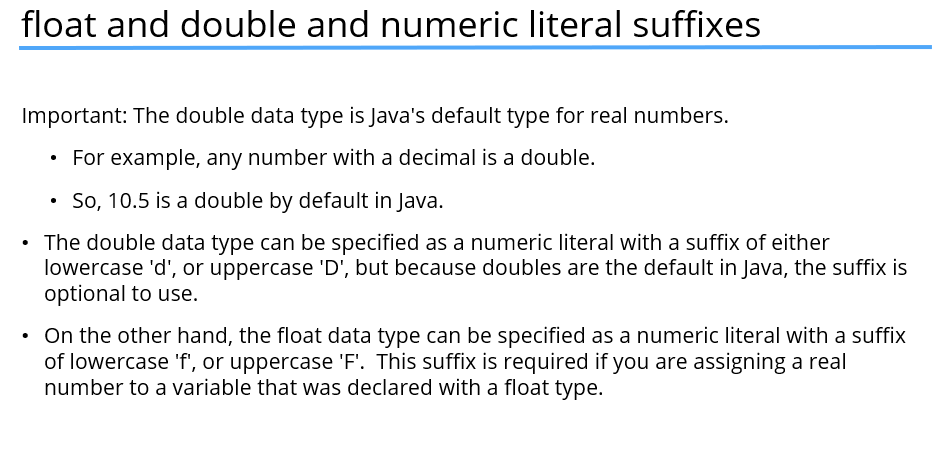 float and double and numeric literal suffixes
Important: The double data type is Java's default type for real numbers.
• For example, any number with a decimal is a double.
• So, 10.5 is a double by default in Java.
• The double data type can be specified as a numeric literal with a suffix of either
lowercase 'd', or uppercase 'D', but because doubles are the default in Java, the suffix is
optional to use.
• On the other hand, the float data type can be specified as a numeric literal with a suffix
of lowercase 'f', or uppercase 'F'.  This suffix is required if you are assigning a real
number to a variable that was declared with a float type.